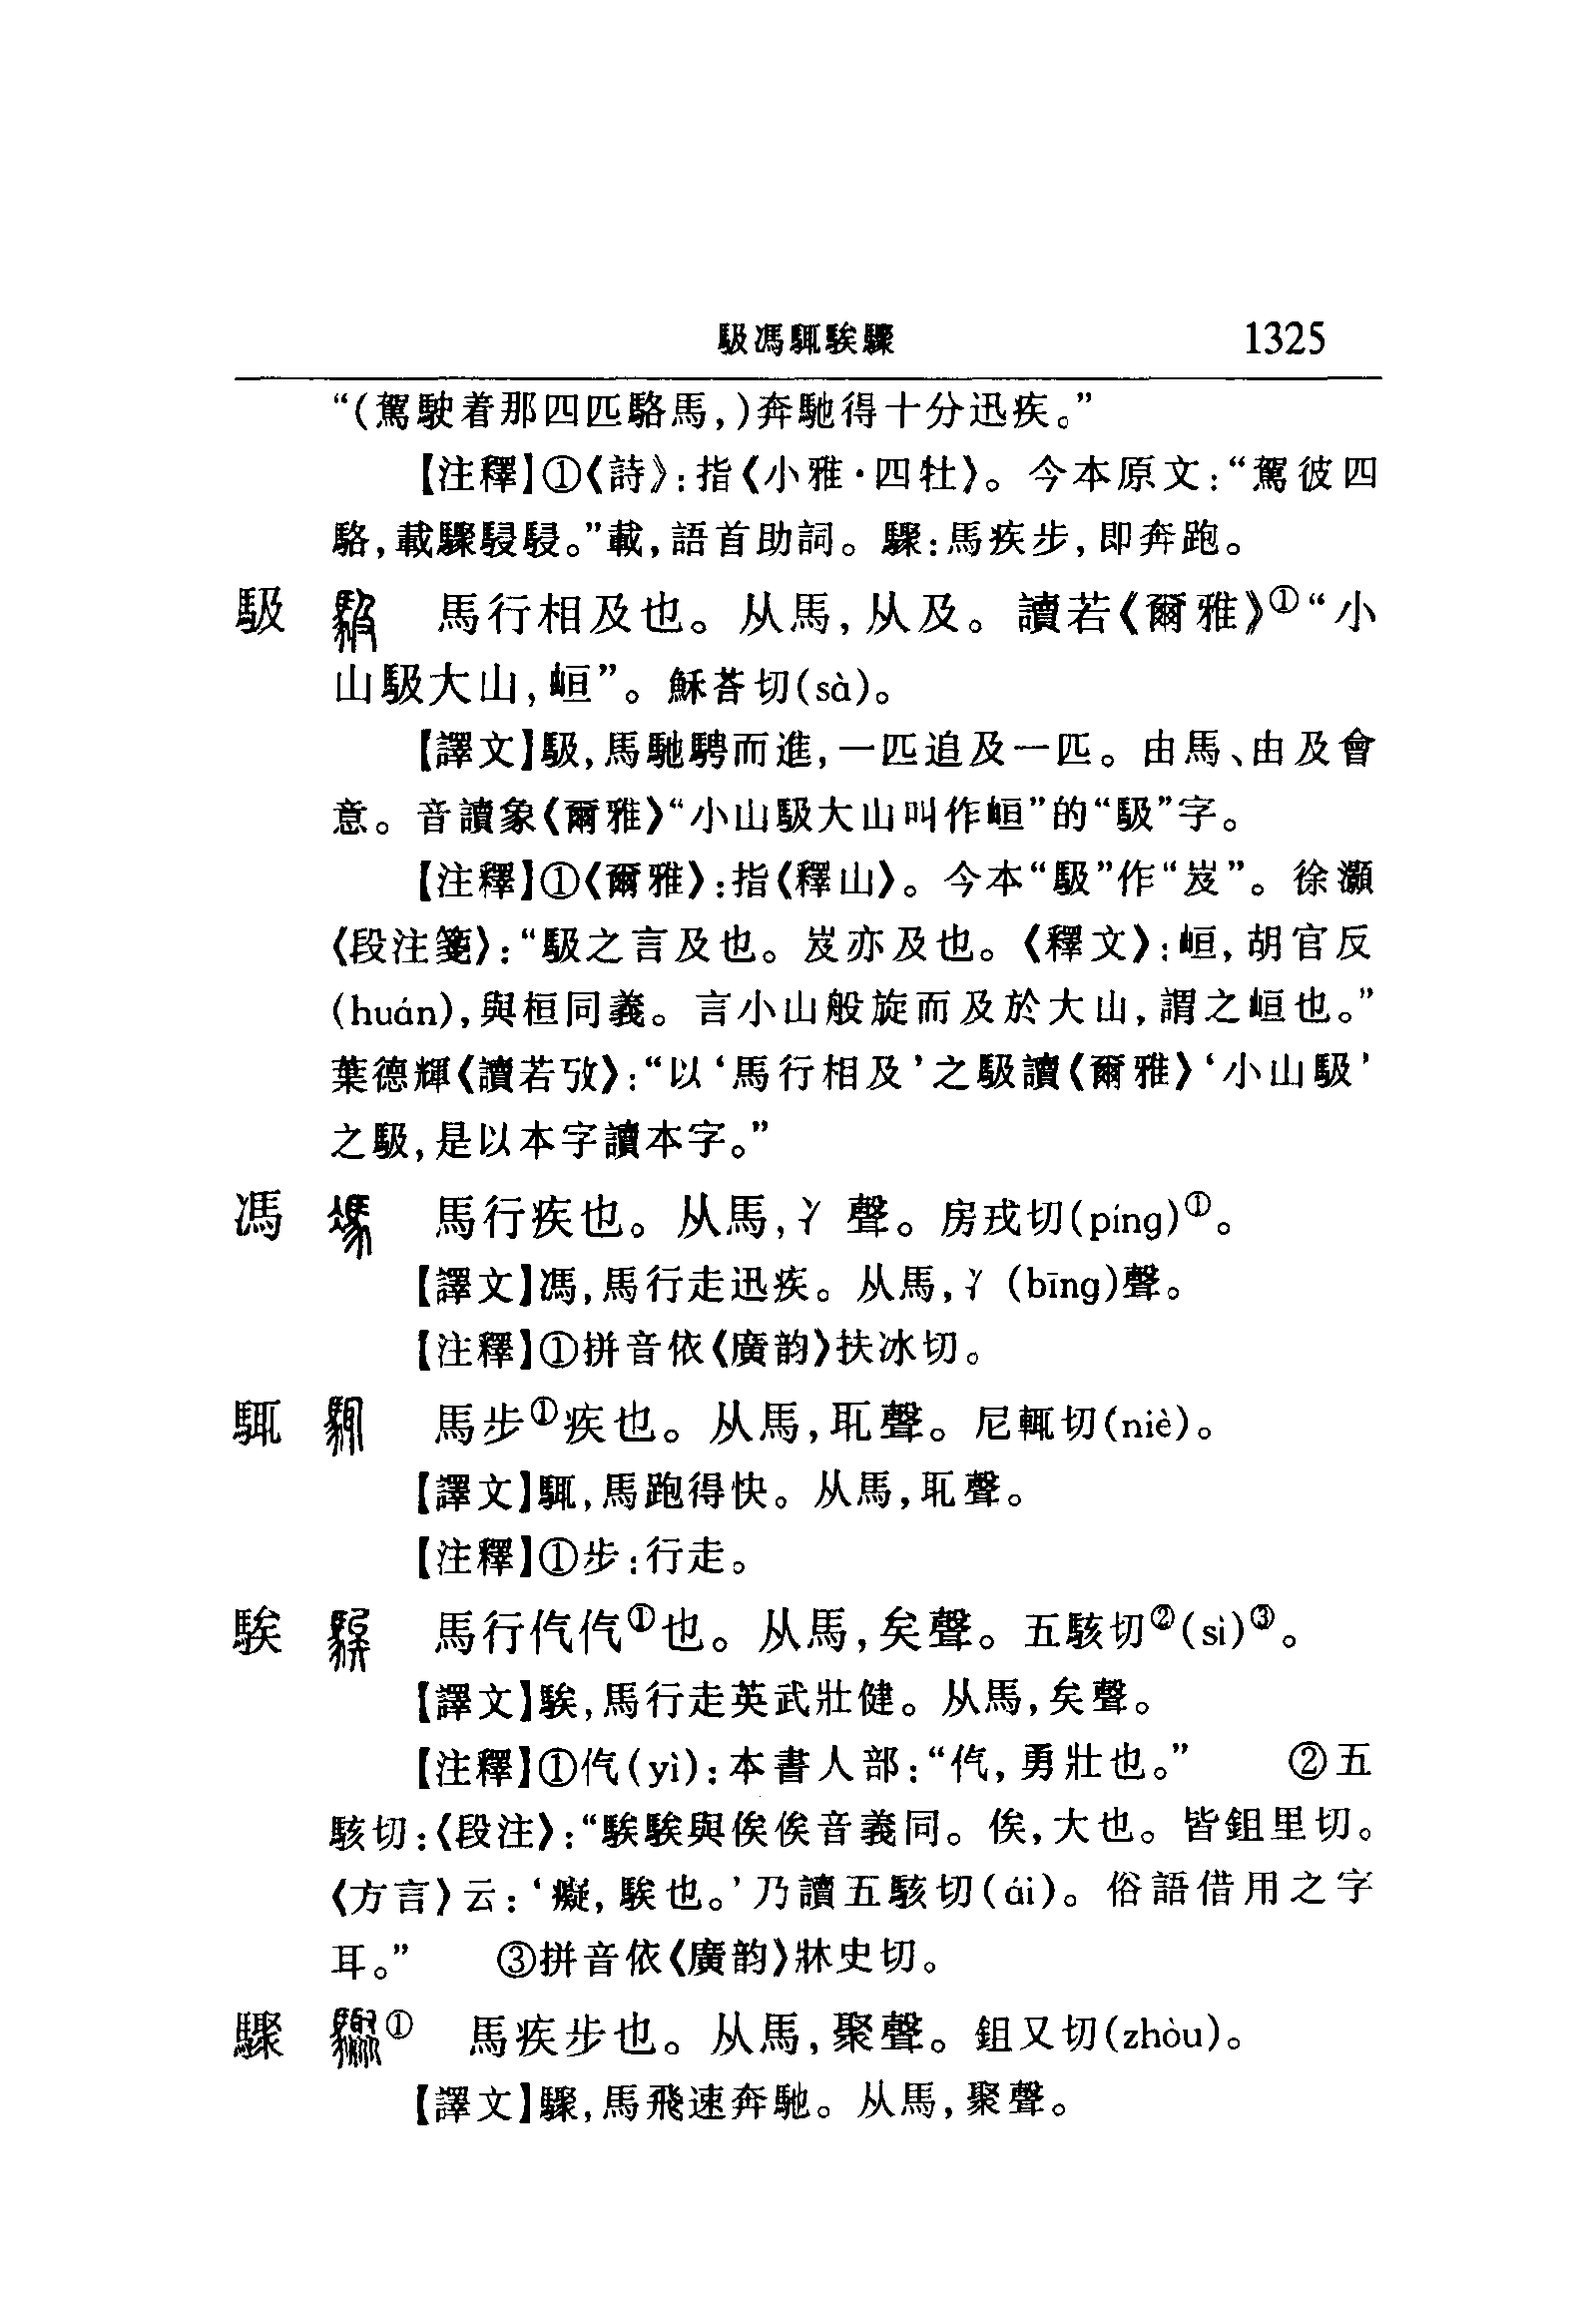 馺馮䭃騃驟 1325
“(駕駛着那四匹駱馬,)奔馳得十分迅疾。”
【注釋】①《詩》:指《小雅·四牡》。今本原文:“駕彼四
駱,載驟駸駸。”載,語首助詞。驟:馬疾步,即奔跑。
馺 馬行相及也。从馬,从及。讀若《爾雅》①“小
山馺大山,峘”。穌荅切(sà)。
【譯文】馺,馬馳騁而進,一匹追及一匹。由馬、由及會
意。音讀象《爾雅》“小山馺大山叫作峘”的“馺”字。
【注釋】①《爾雅》:指《釋山》。今本“馺”作“岌”。徐灝
《段注箋》:“馺之言及也。岌亦及也。《釋文》:峘,胡官反
(huán),與桓同義。言小山般旋而及於大山,謂之峘也。”
葉德輝《讀若攷》:“以‘馬行相及’之馺讀《爾雅》‘小山馺’
之馺,是以本字讀本字。”
馮 馬行疾也。从馬,冫聲。房戎切(píng)①。
【譯文】馮,馬行走迅疾。从馬,冫(bīng)聲。
【注釋】①拼音依《廣韵》扶冰切。
䭃 馬步①疾也。从馬,耴聲。尼輒切(niè)。
【譯文】䭃,馬跑得快。从馬,耴聲。
【注釋】①步:行走。
騃 馬行仡仡①也。从馬,矣聲。五駭切②(sì)③。
【譯文】騃,馬行走英武壯健。从馬,矣聲。
【注釋】①仡(yì):本書人部:“仡,勇壯也。” ②五
駭切:《段注》:“騃騃與俟俟音義同。俟,大也。皆鉏里切。
《方言》云:‘癡,騃也。’乃讀五駭切(ái)。俗語借用之字
耳。” ③拼音依《廣韵》牀史切。
驟 ① 馬疾步也。从馬,聚聲。鉏又切(zhòu)。
【譯文】驟,馬飛速奔馳。从馬,聚聲。